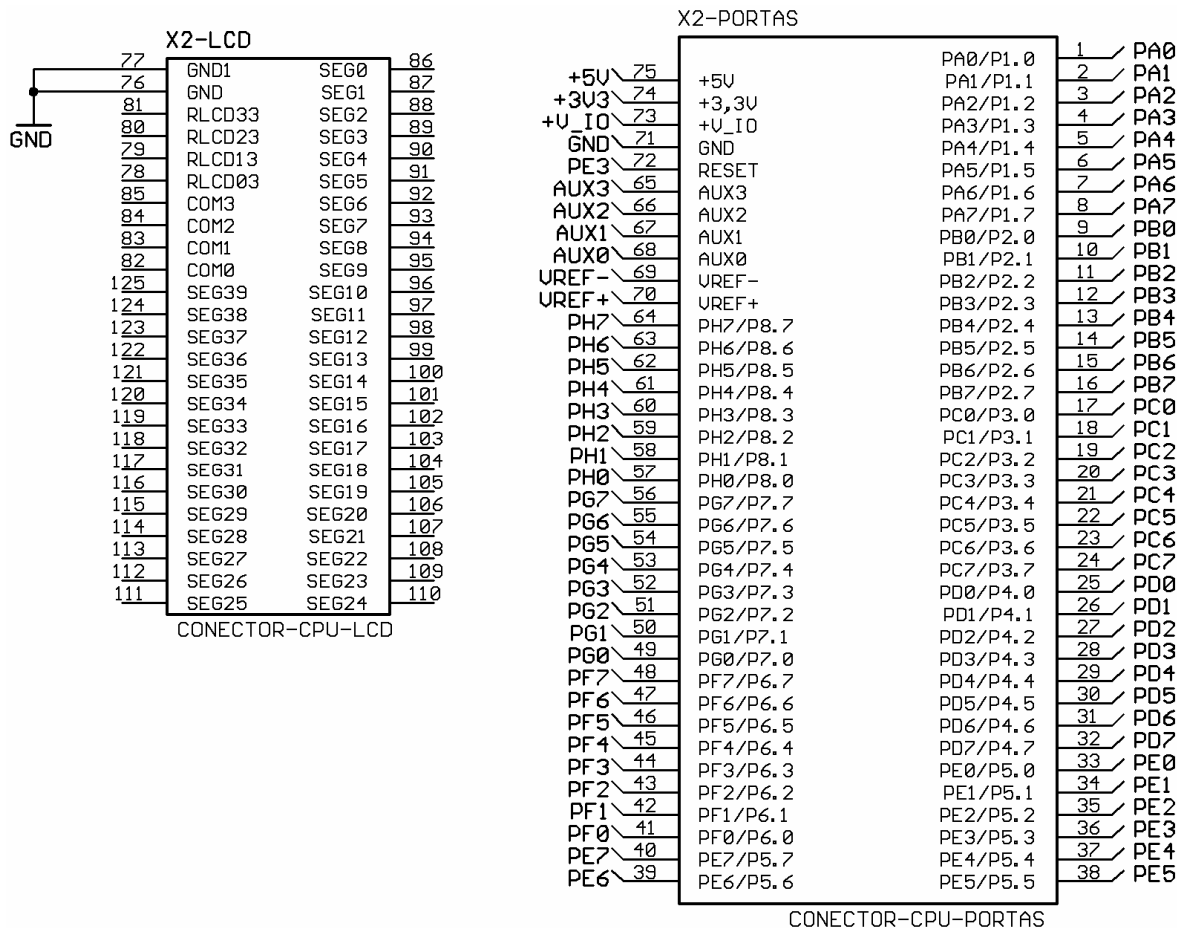 X2-LCD
77 GND1 SEG0 86
76 GND SEG1 87
81 RLCD33 SEG2 88
80 RLCD23 SEG3 89
79 RLCD13 SEG4 90
78 RLCD03 SEG5 91
85 COM3 SEG6 92
84 COM2 SEG7 93
83 COM1 SEG8 94
82 COM0 SEG9 95
125 SEG39 SEG10 96
124 SEG38 SEG11 97
123 SEG37 SEG12 98
122 SEG36 SEG13 99
121 SEG35 SEG14 100
120 SEG34 SEG15 101
119 SEG33 SEG16 102
118 SEG32 SEG17 103
117 SEG31 SEG18 104
116 SEG30 SEG19 105
115 SEG29 SEG20 106
114 SEG28 SEG21 107
113 SEG27 SEG22 108
112 SEG26 SEG23 109
111 SEG25 SEG24 110
GND
CONECTOR-CPU-LCD
X2-PORTAS
PA0/P1.0 1 PA0
+5V 75 +5V PA1/P1.1 2 PA1
+3V3 74 +3,3V PA2/P1.2 3 PA2
+V_IO 73 +V_IO PA3/P1.3 4 PA3
GND 71 GND PA4/P1.4 5 PA4
PE3 72 RESET PA5/P1.5 6 PA5
AUX3 65 AUX3 PA6/P1.6 7 PA6
AUX2 66 AUX2 PA7/P1.7 8 PA7
AUX1 67 AUX1 PB0/P2.0 9 PB0
AUX0 68 AUX0 PB1/P2.1 10 PB1
VREF- 69 VREF- PB2/P2.2 11 PB2
VREF+ 70 VREF+ PB3/P2.3 12 PB3
PH7 64 PH7/P8.7 PB4/P2.4 13 PB4
PH6 63 PH6/P8.6 PB5/P2.5 14 PB5
PH5 62 PH5/P8.5 PB6/P2.6 15 PB6
PH4 61 PH4/P8.4 PB7/P2.7 16 PB7
PH3 60 PH3/P8.3 PC0/P3.0 17 PC0
PH2 59 PH2/P8.2 PC1/P3.1 18 PC1
PH1 58 PH1/P8.1 PC2/P3.2 19 PC2
PH0 57 PH0/P8.0 PC3/P3.3 20 PC3
PG7 56 PG7/P7.7 PC4/P3.4 21 PC4
PG6 55 PG6/P7.6 PC5/P3.5 22 PC5
PG5 54 PG5/P7.5 PC6/P3.6 23 PC6
PG4 53 PG4/P7.4 PC7/P3.7 24 PC7
PG3 52 PG3/P7.3 PD0/P4.0 25 PD0
PG2 51 PG2/P7.2 PD1/P4.1 26 PD1
PG1 50 PG1/P7.1 PD2/P4.2 27 PD2
PG0 49 PG0/P7.0 PD3/P4.3 28 PD3
PF7 48 PF7/P6.7 PD4/P4.4 29 PD4
PF6 47 PF6/P6.6 PD5/P4.5 30 PD5
PF5 46 PF5/P6.5 PD6/P4.6 31 PD6
PF4 45 PF4/P6.4 PD7/P4.7 32 PD7
PF3 44 PF3/P6.3 PE0/P5.0 33 PE0
PF2 43 PF2/P6.2 PE1/P5.1 34 PE1
PF1 42 PF1/P6.1 PE2/P5.2 35 PE2
PF0 41 PF0/P6.0 PE3/P5.3 36 PE3
PE7 40 PE7/P5.7 PE4/P5.4 37 PE4
PE6 39 PE6/P5.6 PE5/P5.5 38 PE5
CONECTOR-CPU-PORTAS